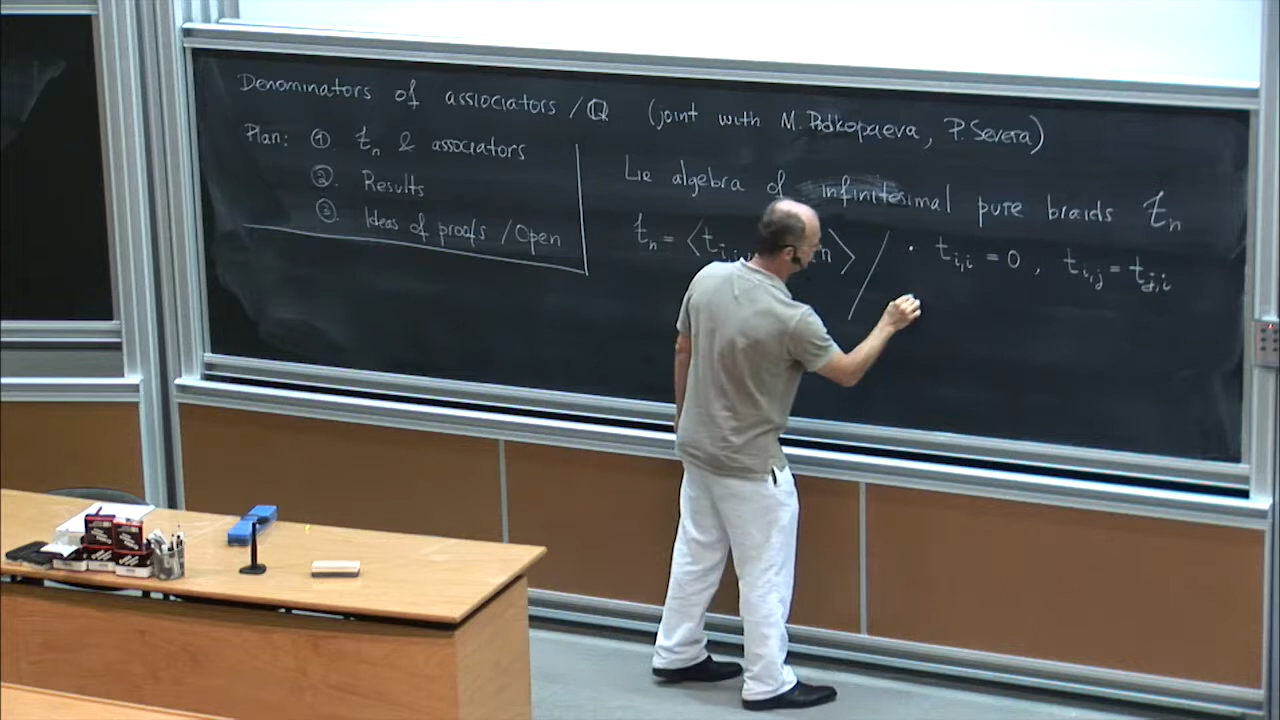 Denominators of assiociators / ℚ (joint with M. Podkopaeva, P. Severa)
Plan: ①. t_n & associators
②. Results
③. Ideas of proofs / Open
Lie algebra of infinitesimal pure braids t_n
t_n = ⟨t_{i,j} n⟩ / · t_{i,i} = 0 , t_{i,j} = t_{j,i}